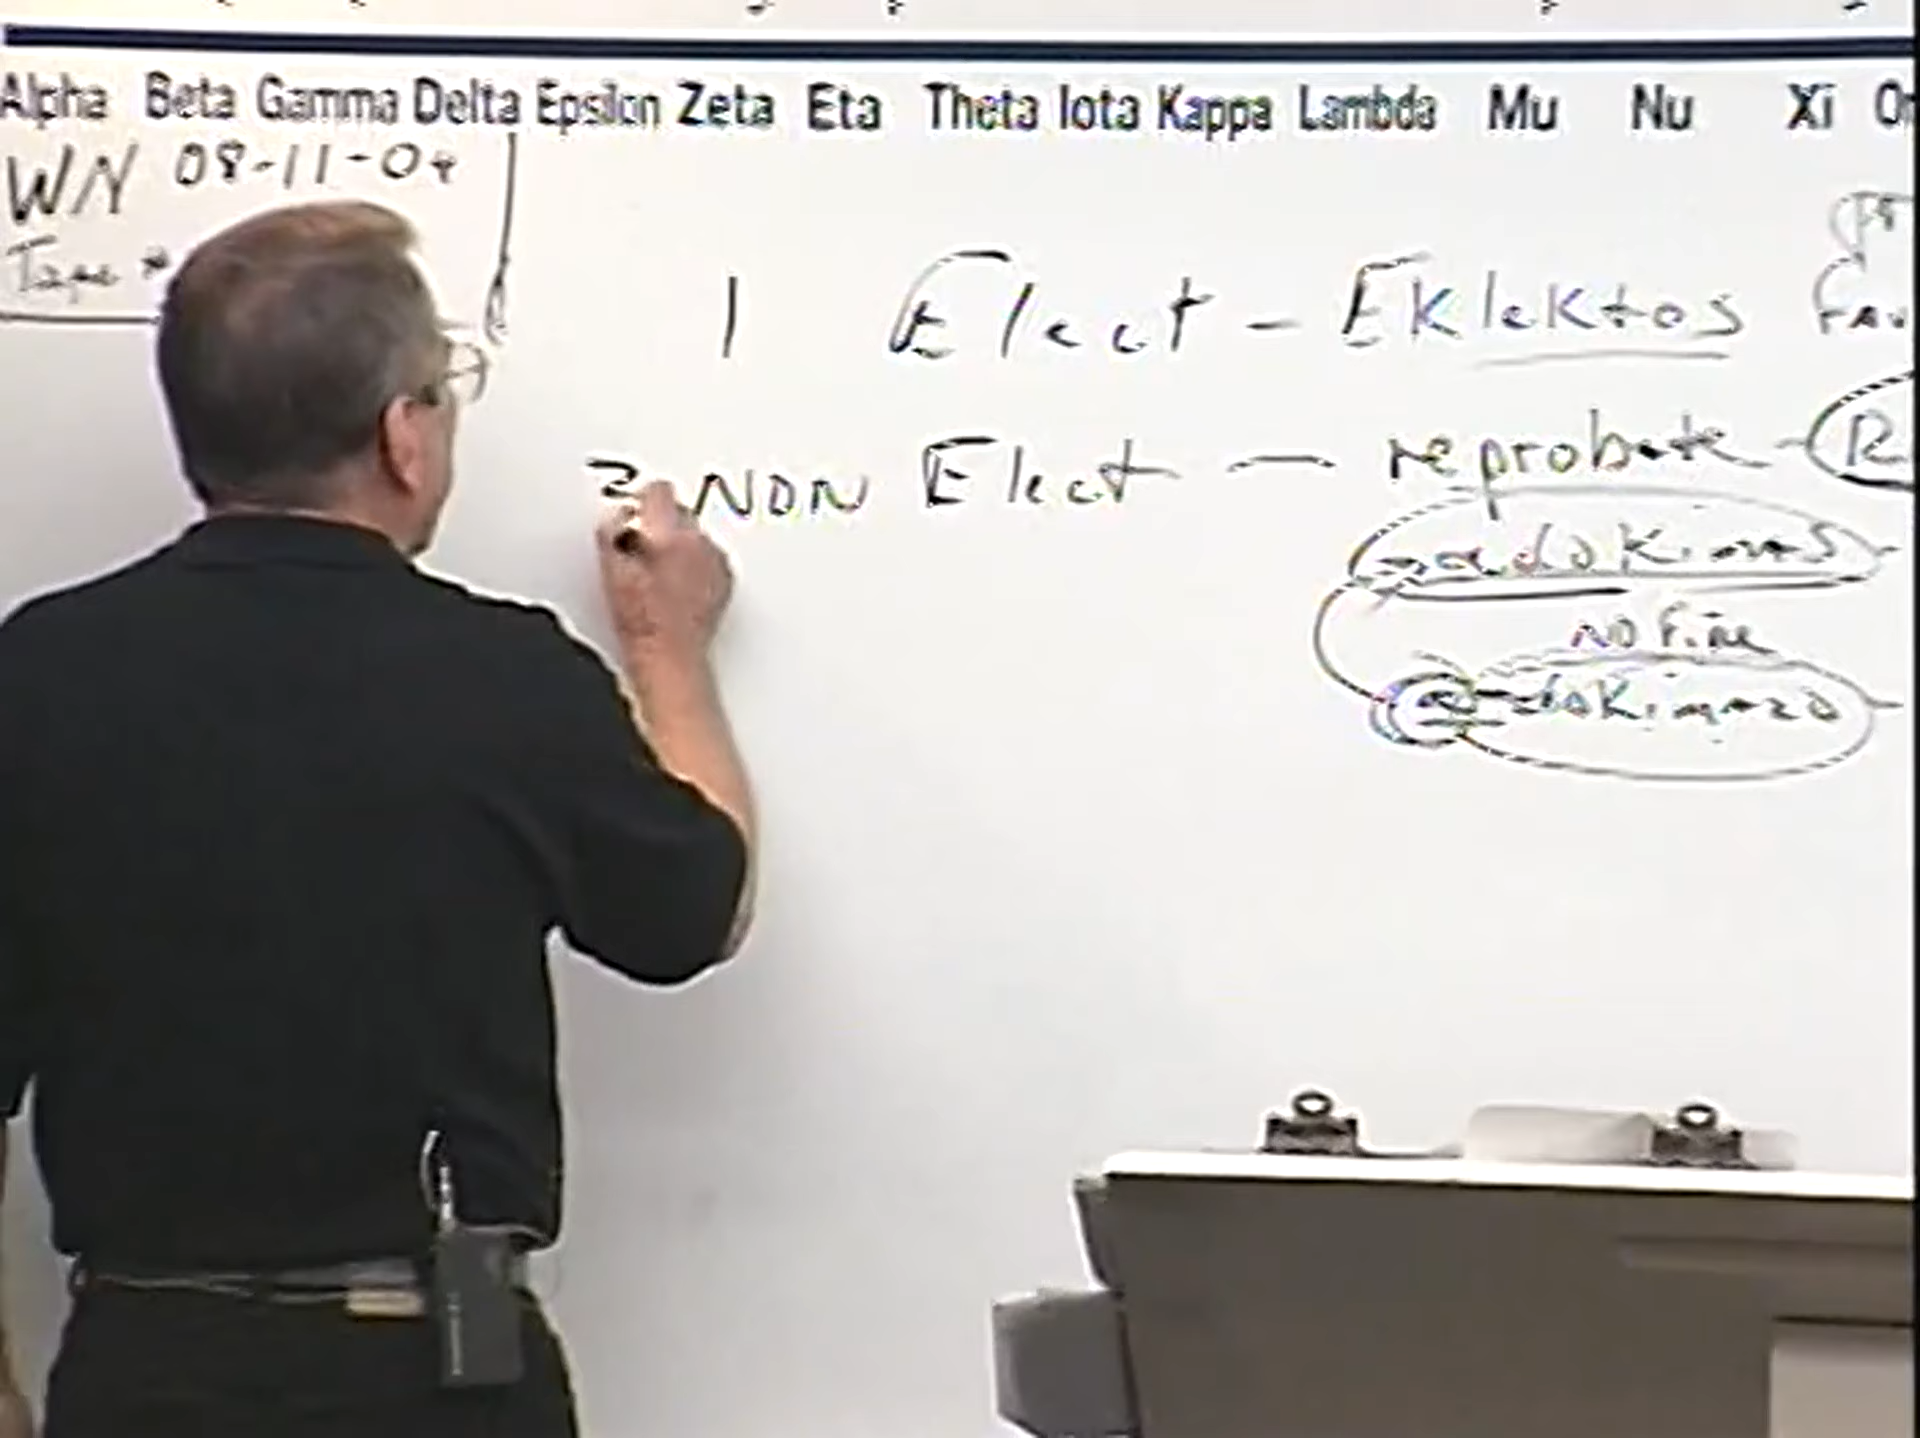 Alpha Beta Gamma Delta Epsilon Zeta Eta Theta Iota Kappa Lambda Mu Nu Xi
WN 08-11-04
Tape #
1 Elect - EKleKtos
2 NON Elect - reprobate
adoKimos
NO Fire
a-doKimazo